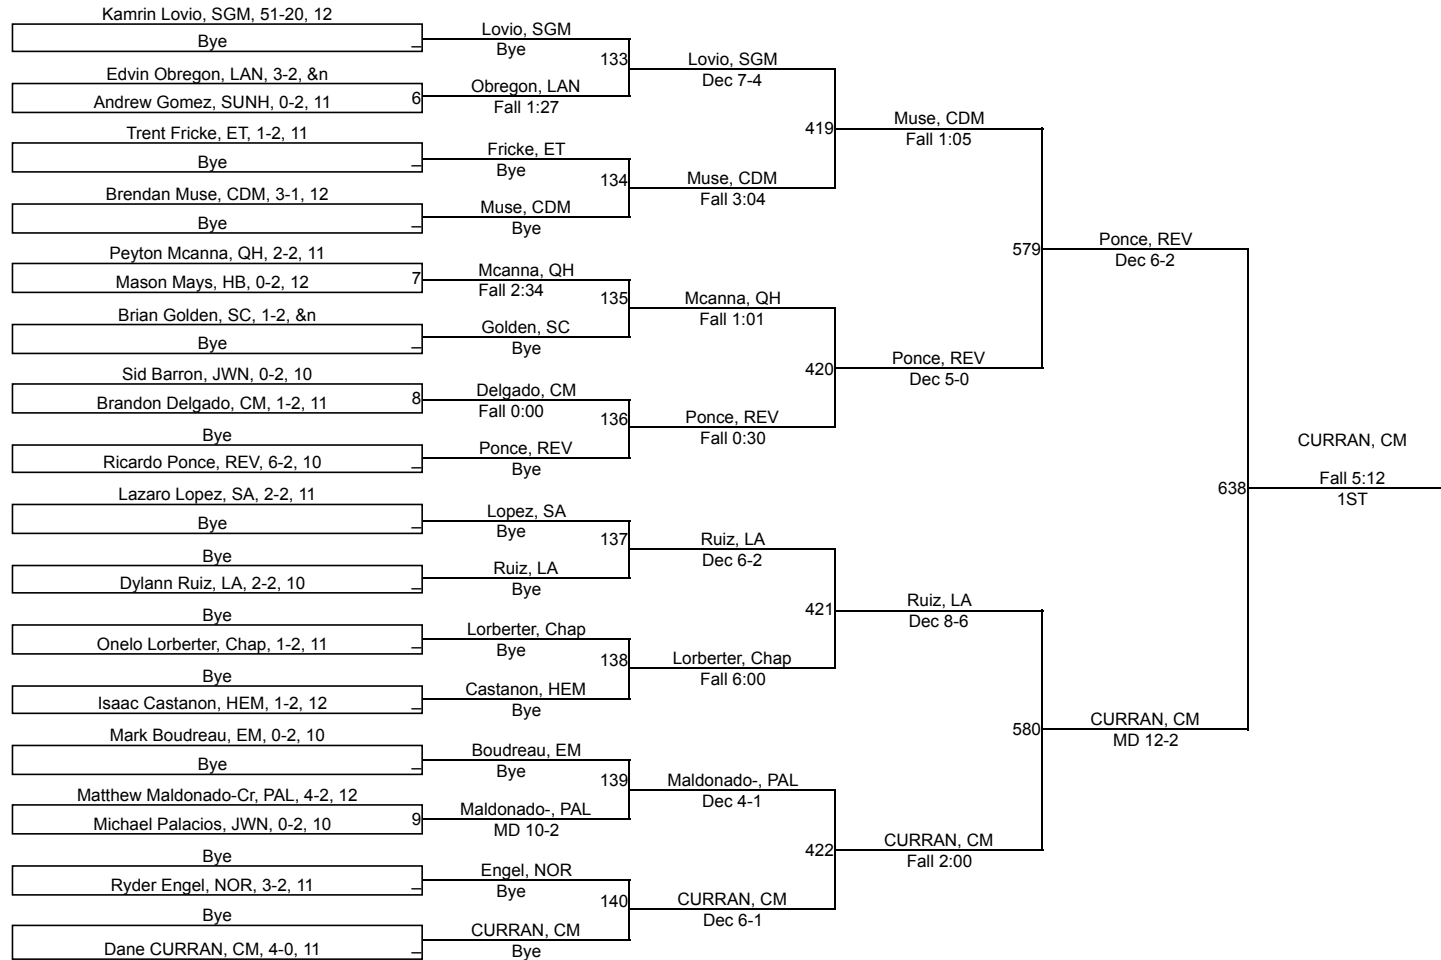 Kamrin Lovio, SGM, 51-20, 12
Bye
_
Edvin Obregon, LAN, 3-2, &n
Andrew Gomez, SUNH, 0-2, 11
6
Trent Fricke, ET, 1-2, 11
Bye
_
Brendan Muse, CDM, 3-1, 12
Bye
_
Peyton Mcanna, QH, 2-2, 11
Mason Mays, HB, 0-2, 12
7
Brian Golden, SC, 1-2, &n
Bye
_
Sid Barron, JWN, 0-2, 10
Brandon Delgado, CM, 1-2, 11
8
Bye
Ricardo Ponce, REV, 6-2, 10
_
Lazaro Lopez, SA, 2-2, 11
Bye
_
Bye
Dylann Ruiz, LA, 2-2, 10
_
Bye
Onelo Lorberter, Chap, 1-2, 11
_
Bye
Isaac Castanon, HEM, 1-2, 12
_
Mark Boudreau, EM, 0-2, 10
Bye
_
Matthew Maldonado-Cr, PAL, 4-2, 12
Michael Palacios, JWN, 0-2, 10
9
Bye
Ryder Engel, NOR, 3-2, 11
_
Bye
Dane CURRAN, CM, 4-0, 11
_
Lovio, SGM
Bye
133
Obregon, LAN
Fall 1:27
Fricke, ET
Bye
134
Muse, CDM
Bye
Mcanna, QH
Fall 2:34
135
Golden, SC
Bye
Delgado, CM
Fall 0:00
136
Ponce, REV
Bye
Lopez, SA
Bye
137
Ruiz, LA
Bye
Lorberter, Chap
Bye
138
Castanon, HEM
Bye
Boudreau, EM
Bye
139
Maldonado-, PAL
MD 10-2
Engel, NOR
Bye
140
CURRAN, CM
Bye
Lovio, SGM
Dec 7-4
419
Muse, CDM
Fall 3:04
Mcanna, QH
Fall 1:01
420
Ponce, REV
Fall 0:30
Ruiz, LA
Dec 6-2
421
Lorberter, Chap
Fall 6:00
Maldonado-, PAL
Dec 4-1
422
CURRAN, CM
Dec 6-1
Muse, CDM
Fall 1:05
579
Ponce, REV
Dec 5-0
Ruiz, LA
Dec 8-6
580
CURRAN, CM
Fall 2:00
Ponce, REV
Dec 6-2
638
CURRAN, CM
MD 12-2
CURRAN, CM
Fall 5:12
1ST